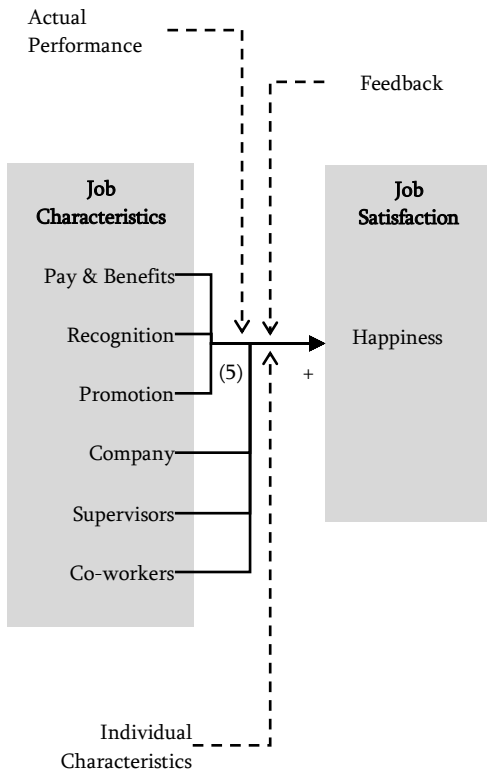 Actual
Performance
Feedback
Job
Characteristics
Pay & Benefits
Recognition
Promotion
Company
Supervisors
Co-workers
(5)
+
Job
Satisfaction
Happiness
Individual
Characteristics